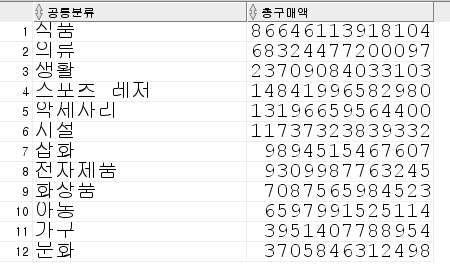 공통분류 총구매액
1 식품 86646113918104
2 의류 68324477200097
3 생활 23709084033103
4 스포즈 레저 14841996582980
5 악세사리 13196659564400
6 시설 11737323839332
7 잡화 9894515467607
8 전자제품 9309987763245
9 화상품 7087565984523
10 아농 6597991525114
11 가구 3951407788954
12 문화 3705846312498